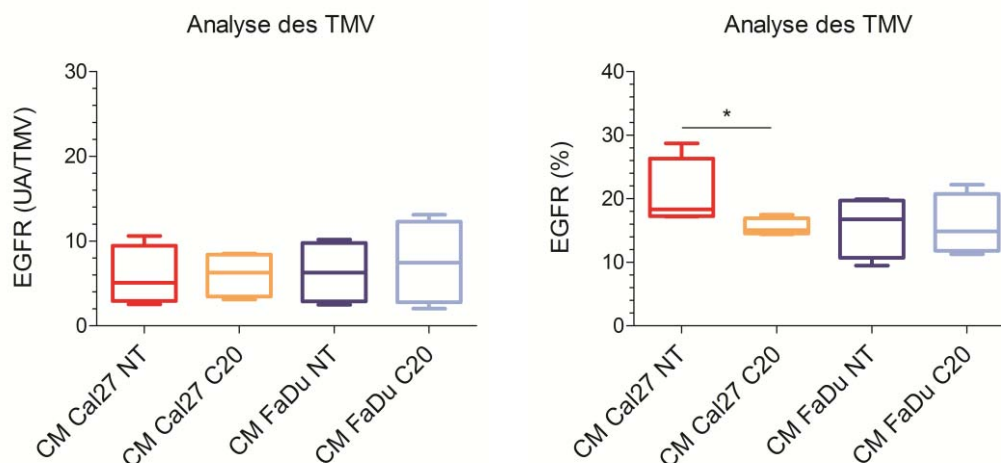 Analyse des TMV
EGFR (UA/TMV)
30
20
10
0
CM Cal27 NT
CM Cal27 C20
CM FaDu NT
CM FaDu C20
Analyse des TMV
EGFR (%)
40
30
20
10
0
*
CM Cal27 NT
CM Cal27 C20
CM FaDu NT
CM FaDu C20